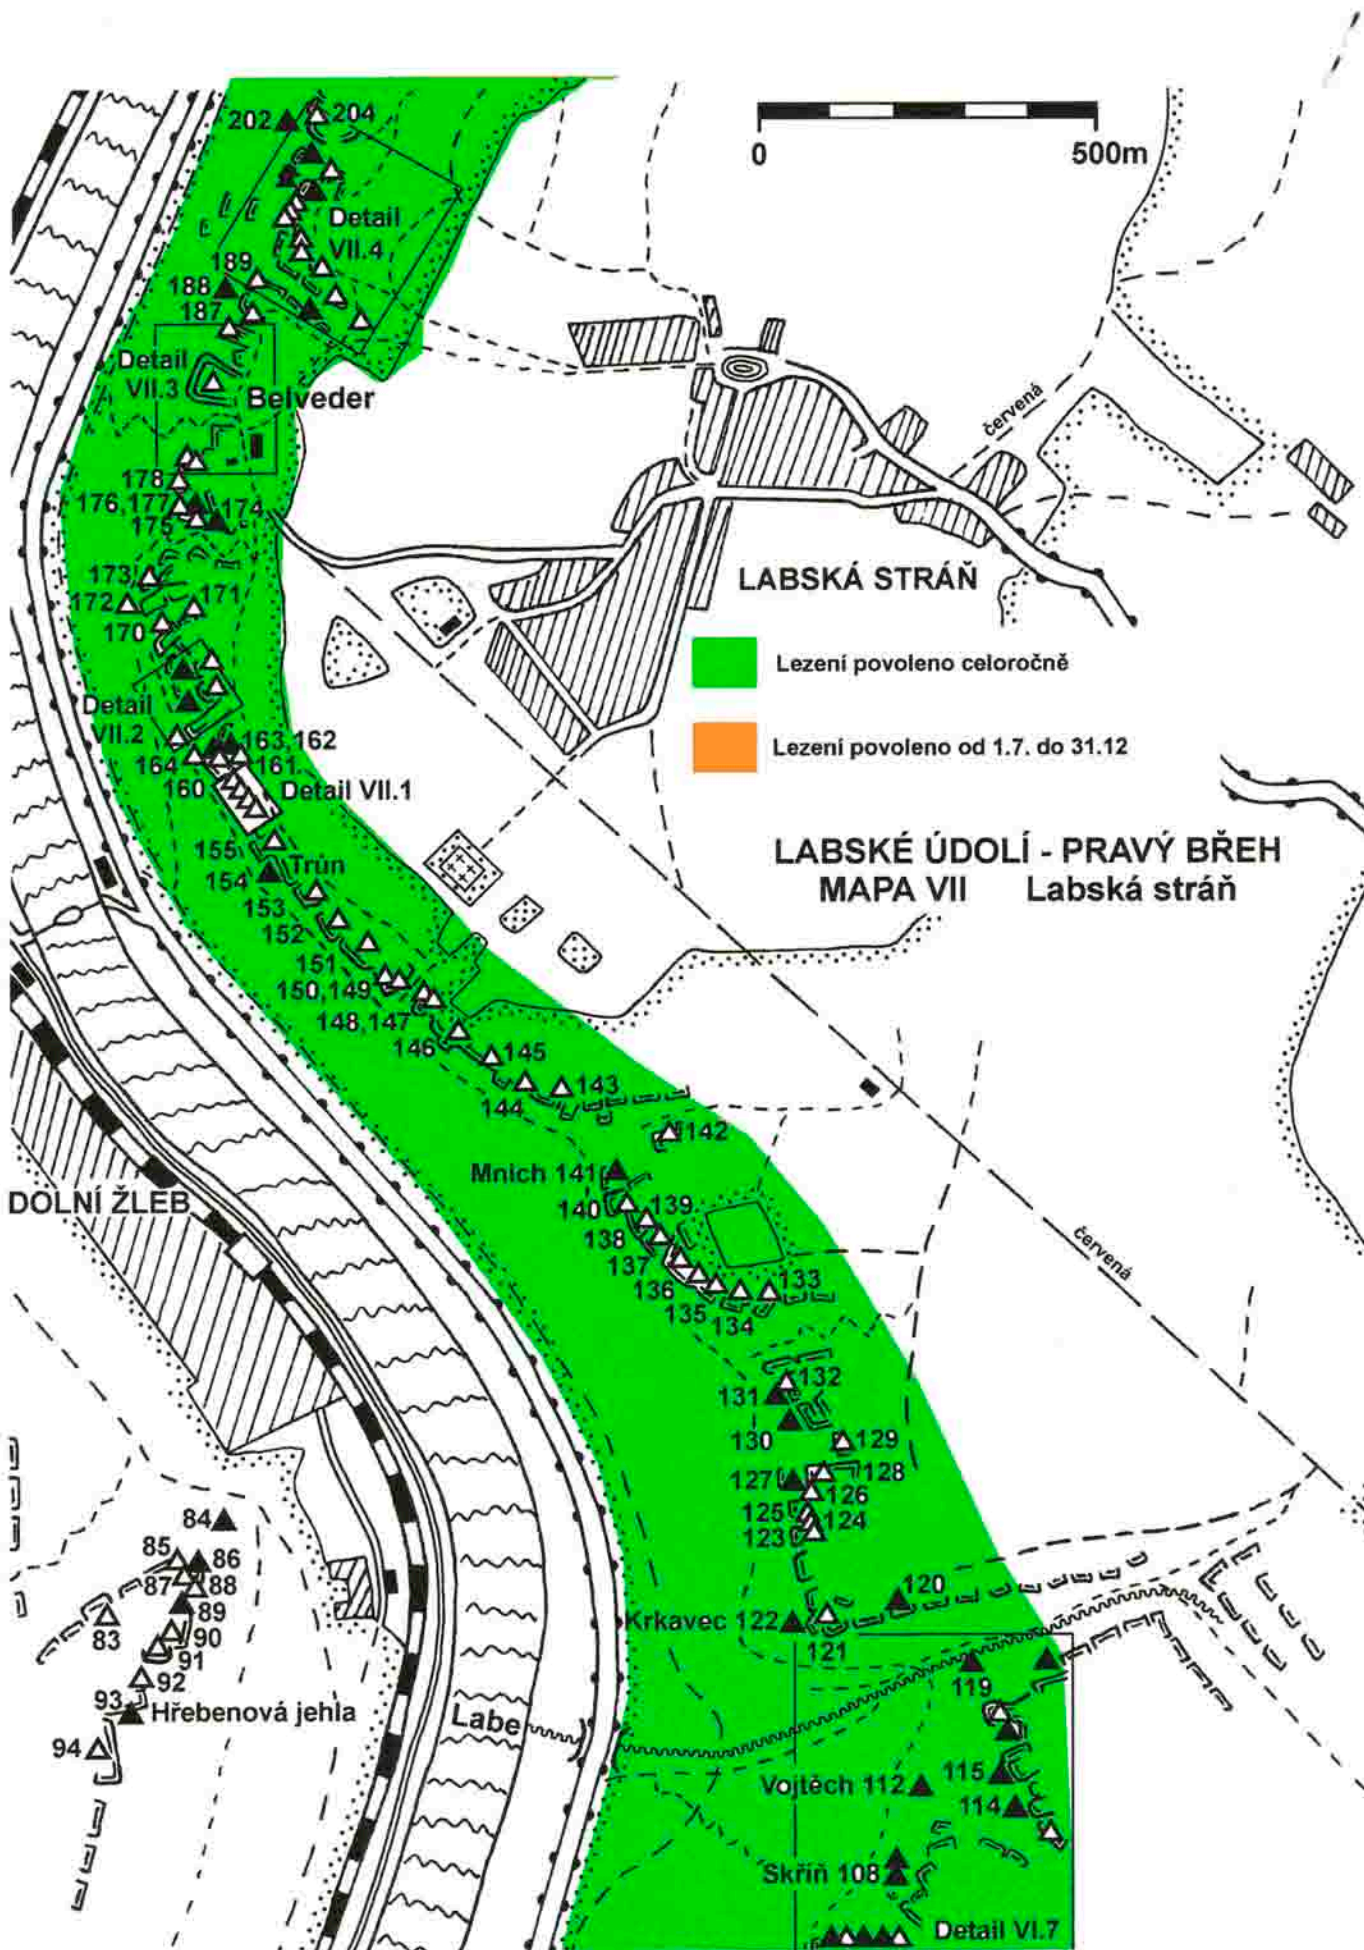 202
204
0
500m
Detail
VII.4
189
188
187
Detail
VII.3
Belveder
červená
178
176,177
174
175
173
172
171
170
LABSKÁ STRÁŇ
Lezení povoleno celoročně
Detail
VII.2
163,162
164
161
160
Detail VII.1
Lezení povoleno od 1.7. do 31.12
LABSKÉ ÚDOLÍ - PRAVÝ BŘEH
MAPA VII Labská stráň
155
Trůn
154
153
152
151
150,149
148,147
146
145
144
143
142
Mnich 141
DOLNÍ ŽLEB
140
139
138
137
136
135
134
133
červená
132
131
130
129
128
127
126
125
124
123
84
85
86
87
88
89
83
90
91
92
93
Hřebenová jehla
94
Labe
120
Krkavec 122
121
119
115
Vojtěch 112
114
Skříň 108
Detail VI.7